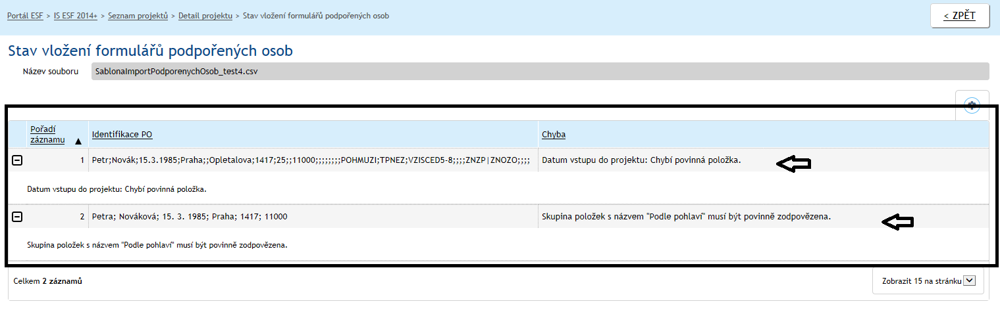 Portál ESF > IS ESF 2014+ > Seznam projektů > Detail projektu > Stav vložení formulářů podpořených osob
< ZPĚT
Stav vložení formulářů podpořených osob
Název souboru SablonaImportPodporenychOsob_test4.csv
Pořadí záznamu ▲ Identifikace PO Chyba
1 Petr;Novák;15.3.1985;Praha;;Opletalova;1417;25;;11000;;;;;;;;POHMUZI;TPNEZ;VZISCED5-8;;;;ZNZP|ZNOZO;;;; Datum vstupu do projektu: Chybí povinná položka.
Datum vstupu do projektu: Chybí povinná položka.
2 Petra; Nováková; 15. 3. 1985; Praha; 1417; 11000 Skupina položek s názvem "Podle pohlaví" musí být povinně zodpovězena.
Skupina položek s názvem "Podle pohlaví" musí být povinně zodpovězena.
Celkem 2 záznamů Zobrazit 15 na stránku